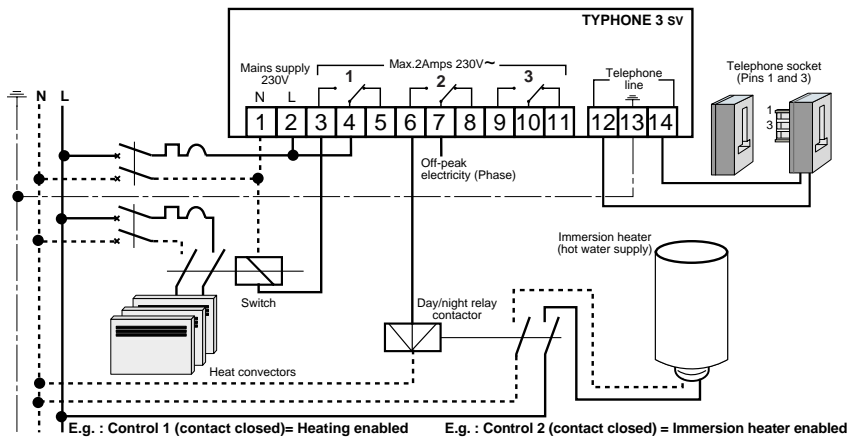 TYPHONE 3 SV
Mains supply
230V
Max.2Amps 230V~
Telephone
line
Telephone socket
(Pins 1 and 3)
N L
1 2 3
N L
1 2 3 4 5 6 7 8 9 10 11 12 13 14
1
3
Off-peak
electricity (Phase)
Immersion heater
(hot water supply)
Switch
Day/night relay
contactor
Heat convectors
E.g. : Control 1 (contact closed)= Heating enabled
E.g. : Control 2 (contact closed) = Immersion heater enabled